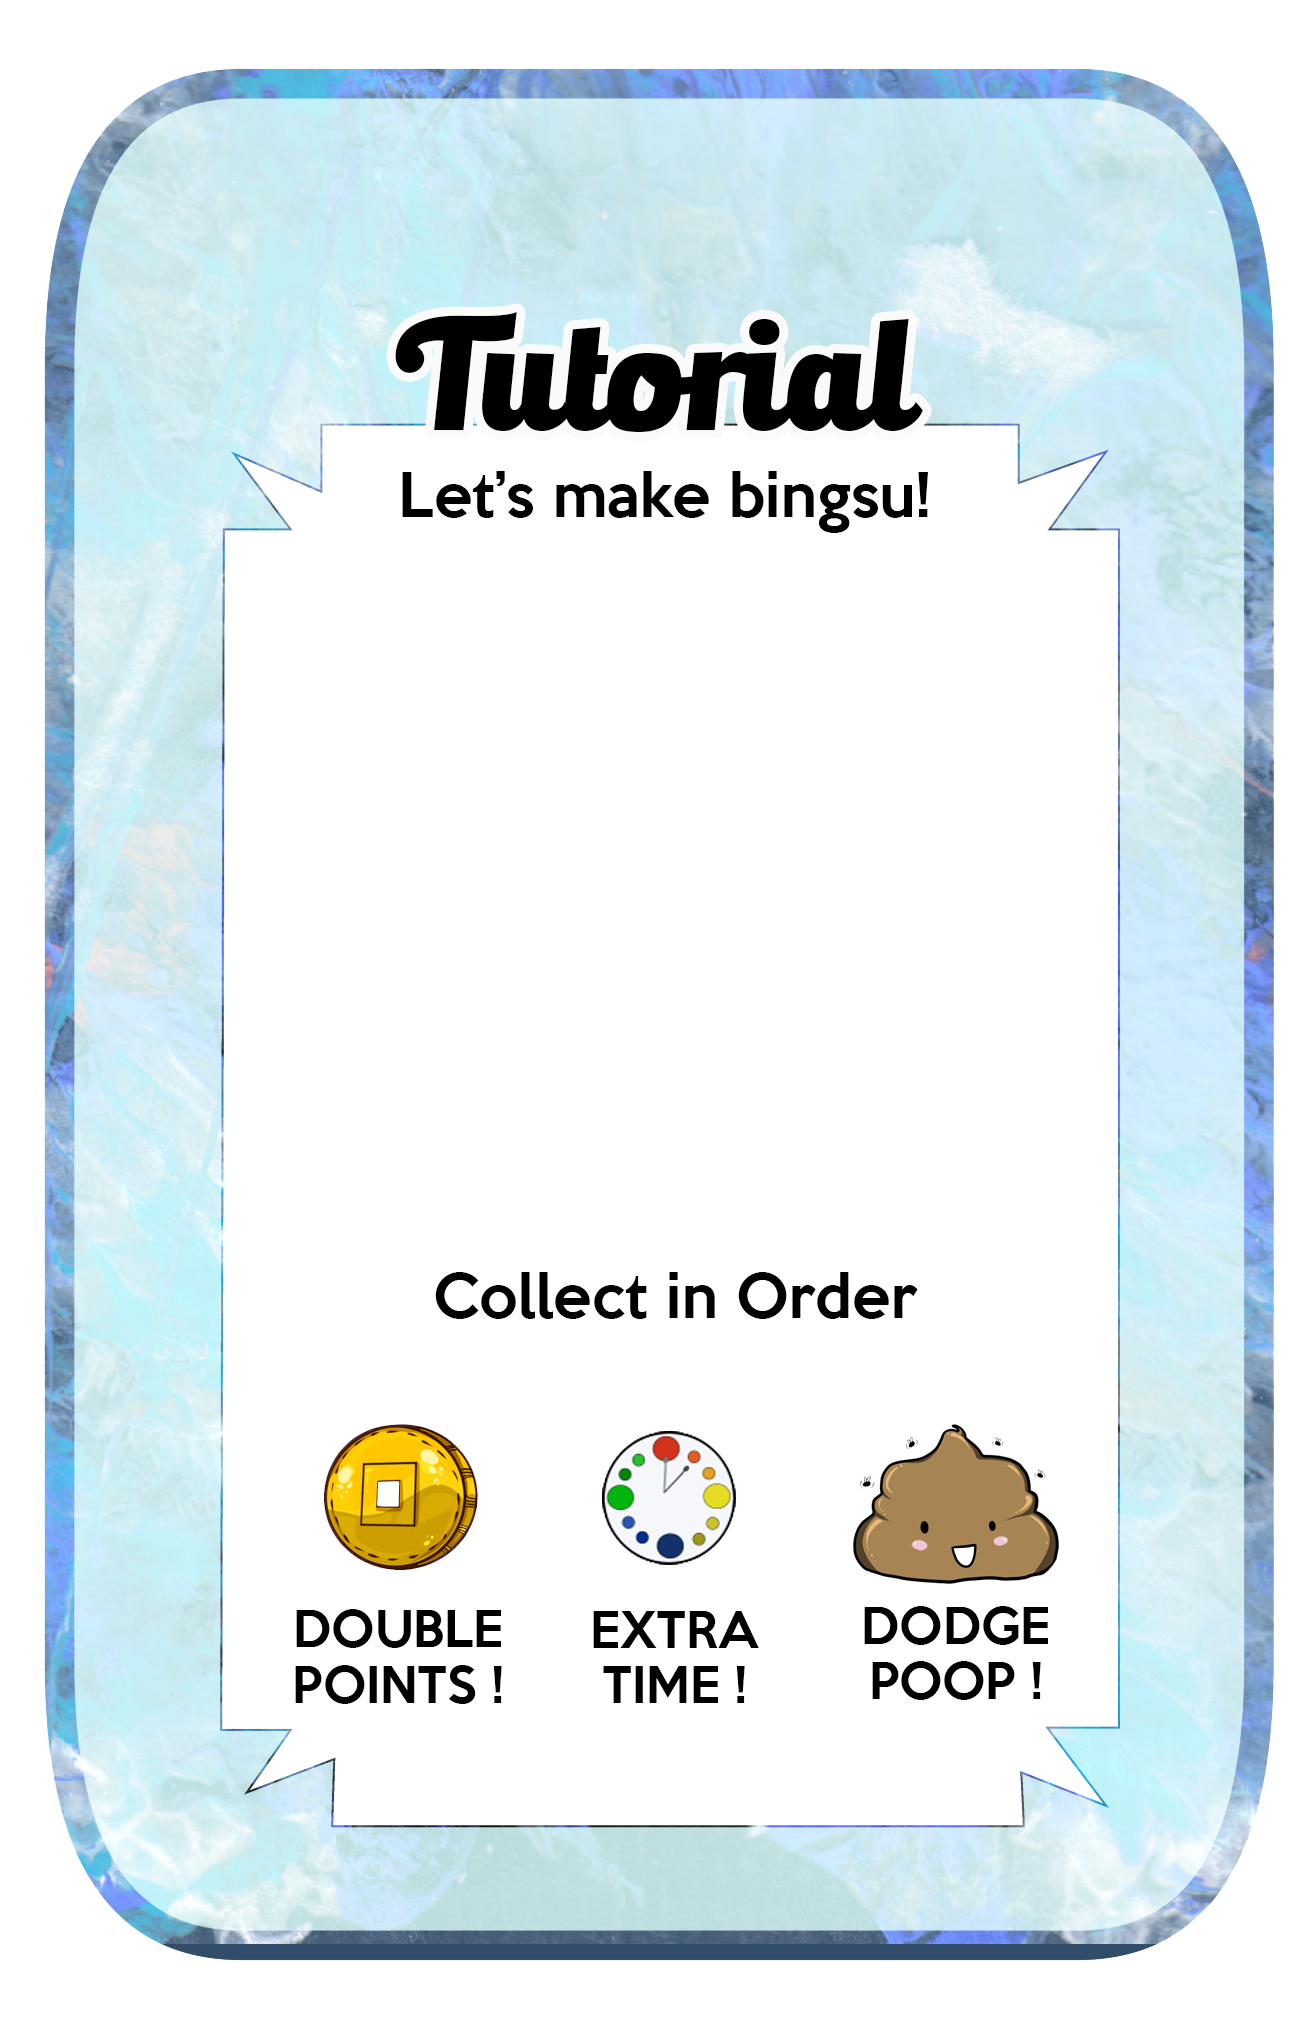 Tutorial
Let's make bingsu!
Collect in Order
DOUBLE
POINTS !
EXTRA
TIME !
DODGE
POOP !